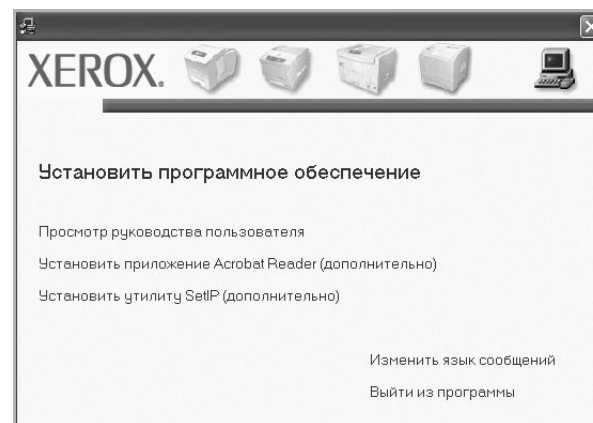 XEROX.
Установить программное обеспечение
Просмотр руководства пользователя
Установить приложение Acrobat Reader (дополнительно)
Установить утилиту SetIP (дополнительно)
Изменить язык сообщений
Выйти из программы